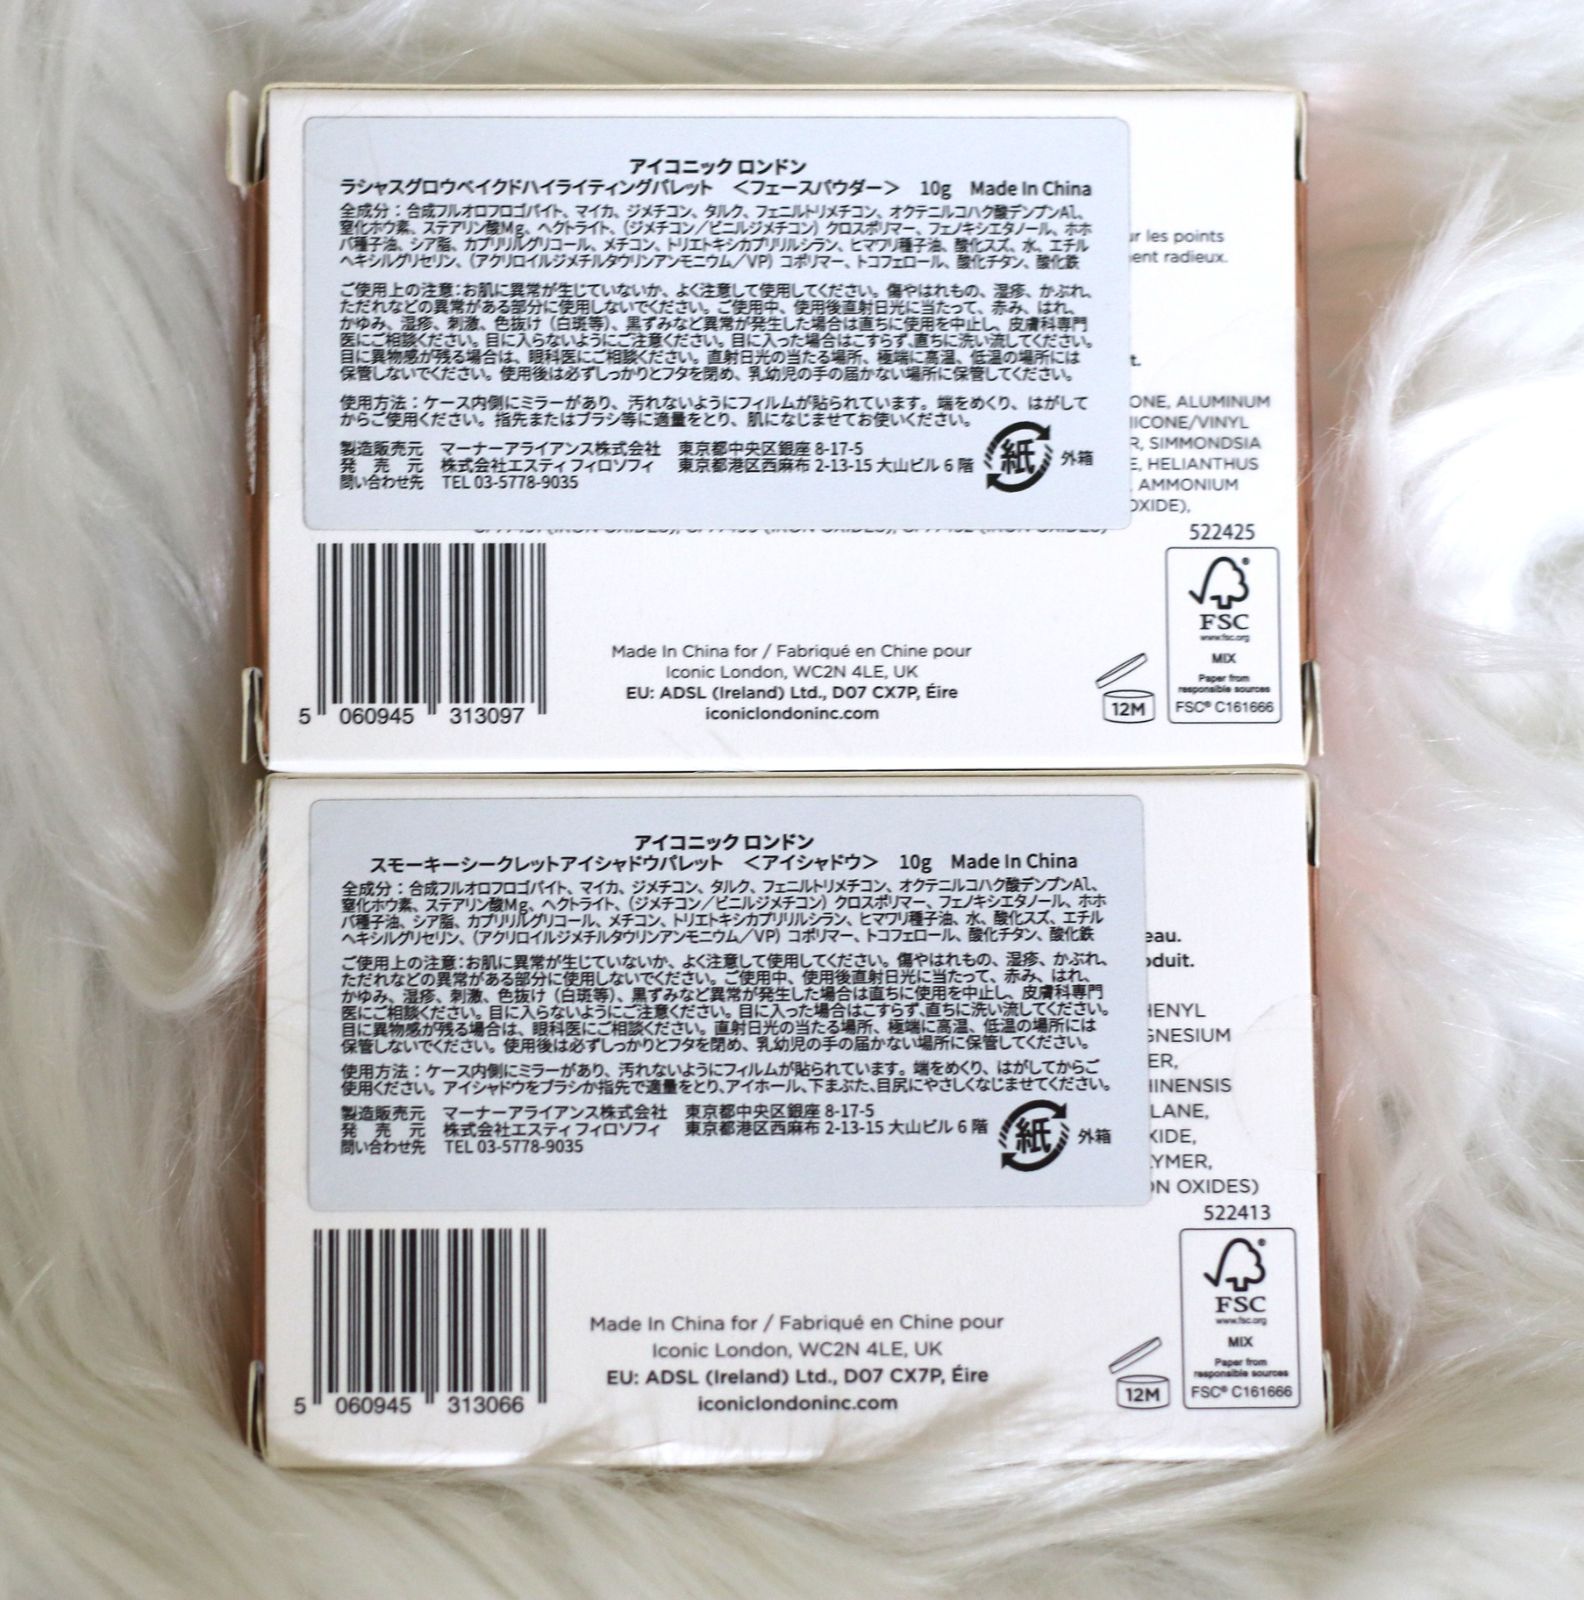 アイコニック ロンドン
ラシャスグロウベイクドハイライティングパレット ＜フェースパウダー＞ 10g Made In China
全成分：合成フルオロフロゴパイト、マイカ、ジメチコン、タルク、フェニルトリメチコン、オクテニルコハク酸デンプンAl、
窒化ホウ素、ステアリン酸Mg、ヘクトライト、（ジメチコン／ビニルジメチコン）クロスポリマー、フェノキシエタノール、ホホ
バ種子油、シア脂、カプリリルグリコール、メチコン、トリエトキシカプリリルシラン、ヒマワリ種子油、酸化スズ、水、エチル
ヘキシルグリセリン、（アクリロイルジメチルタウリンアンモニウム／VP）コポリマー、トコフェロール、酸化チタン、酸化鉄
ご使用上の注意：お肌に異常が生じていないか、よく注意して使用してください。傷やはれもの、湿疹、かぶれ、
ただれなどの異常がある部分に使用しないでください。ご使用中、使用後直射日光に当たって、赤み、はれ、
かゆみ、湿疹、刺激、色抜け（白斑等）、黒ずみなど異常が発生した場合は直ちに使用を中止し、皮膚科専門
医にご相談ください。目に入らないようにご注意ください。目に入った場合はこすらず、直ちに洗い流してください。
目に異物感が残る場合は、眼科医にご相談ください。直射日光の当たる場所、極端に高温、低温の場所には
保管しないでください。使用後は必ずしっかりとフタを閉め、乳幼児の手の届かない場所に保管してください。
使用方法：ケース内側にミラーがあり、汚れないようにフィルムが貼られています。端をめくり、はがして
からご使用ください。指先またはブラシ等に適量をとり、肌になじませてお使いください。
製造販売元 マーナーアライアンス株式会社 東京都中央区銀座 8-17-5
発売元 株式会社エスティ フィロソフィ 東京都港区西麻布 2-13-15 大山ビル 6 階
問い合わせ先 TEL 03-5778-9035
紙 外箱
ur les points
ent radieux.
t.
ONE, ALUMINUM
ICONE/VINYL
R, SIMMONDSIA
E, HELIANTHUS
, AMMONIUM
OXIDE),
522425
5 060945 313097
Made In China for / Fabriqué en Chine pour
Iconic London, WC2N 4LE, UK
EU: ADSL (Ireland) Ltd., D07 CX7P, Éire
iconiclondoninc.com
12M
FSC
www.fsc.org
MIX
Paper from
responsible sources
FSC® C161666
アイコニック ロンドン
スモーキーシークレットアイシャドウパレット ＜アイシャドウ＞ 10g Made In China
全成分：合成フルオロフロゴパイト、マイカ、ジメチコン、タルク、フェニルトリメチコン、オクテニルコハク酸デンプンAl、
窒化ホウ素、ステアリン酸Mg、ヘクトライト、（ジメチコン／ビニルジメチコン）クロスポリマー、フェノキシエタノール、ホホ
バ種子油、シア脂、カプリリルグリコール、メチコン、トリエトキシカプリリルシラン、ヒマワリ種子油、水、酸化スズ、エチル
ヘキシルグリセリン、（アクリロイルジメチルタウリンアンモニウム／VP）コポリマー、トコフェロール、酸化チタン、酸化鉄
ご使用上の注意：お肌に異常が生じていないか、よく注意して使用してください。傷やはれもの、湿疹、かぶれ、
ただれなどの異常がある部分に使用しないでください。ご使用中、使用後直射日光に当たって、赤み、はれ、
かゆみ、湿疹、刺激、色抜け（白斑等）、黒ずみなど異常が発生した場合は直ちに使用を中止し、皮膚科専門
医にご相談ください。目に入らないようにご注意ください。目に入った場合はこすらず、直ちに洗い流してください。
目に異物感が残る場合は、眼科医にご相談ください。直射日光の当たる場所、極端に高温、低温の場所には
保管しないでください。使用後は必ずしっかりとフタを閉め、乳幼児の手の届かない場所に保管してください。
使用方法：ケース内側にミラーがあり、汚れないようにフィルムが貼られています。端をめくり、はがしてからご
使用ください。アイシャドウをブラシか指先で適量をとり、アイホール、下まぶた、目尻にやさしくなじませてください。
製造販売元 マーナーアライアンス株式会社 東京都中央区銀座 8-17-5
発売元 株式会社エスティ フィロソフィ 東京都港区西麻布 2-13-15 大山ビル 6 階
問い合わせ先 TEL 03-5778-9035
紙 外箱
eau.
oduit.
HENYL
GNESIUM
ER,
HINENSIS
LANE,
XIDE,
LYMER,
ON OXIDES)
522413
5 060945 313066
Made In China for / Fabriqué en Chine pour
Iconic London, WC2N 4LE, UK
EU: ADSL (Ireland) Ltd., D07 CX7P, Éire
iconiclondoninc.com
12M
FSC
www.fsc.org
MIX
Paper from
responsible sources
FSC® C161666